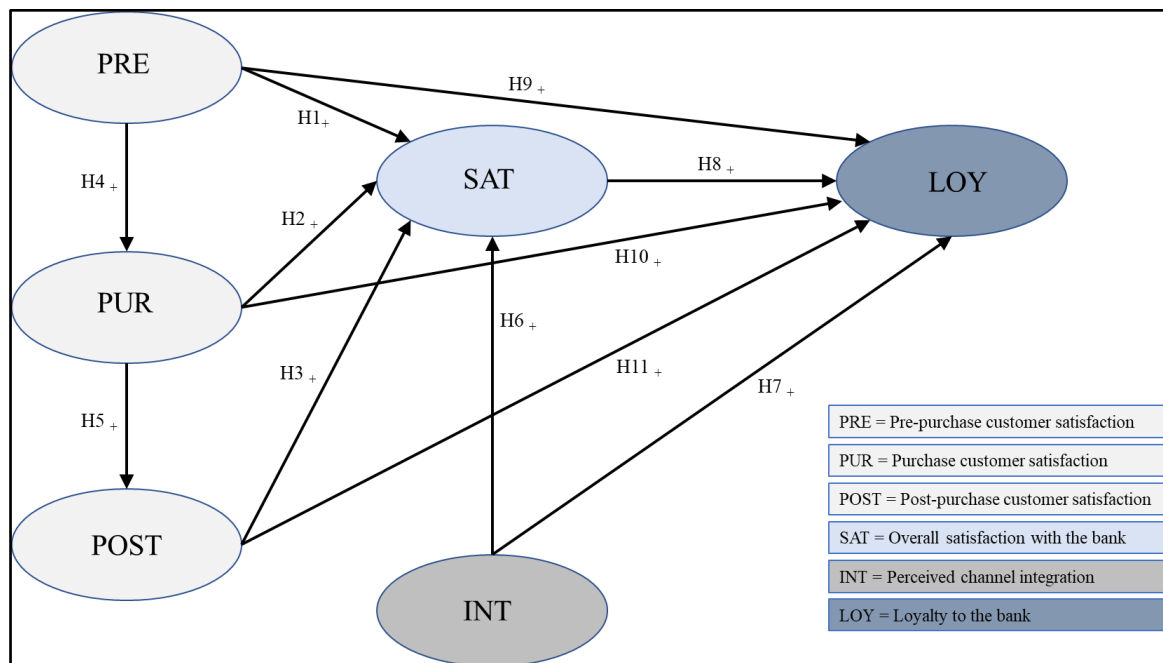 PRE
H9 +
H1+
SAT
H8 +
LOY
H4 +
H2 +
H10 +
PUR
H6 +
H3 +
H11 +
H7 +
H5 +
POST
INT
PRE = Pre-purchase customer satisfaction
PUR = Purchase customer satisfaction
POST = Post-purchase customer satisfaction
SAT = Overall satisfaction with the bank
INT = Perceived channel integration
LOY = Loyalty to the bank